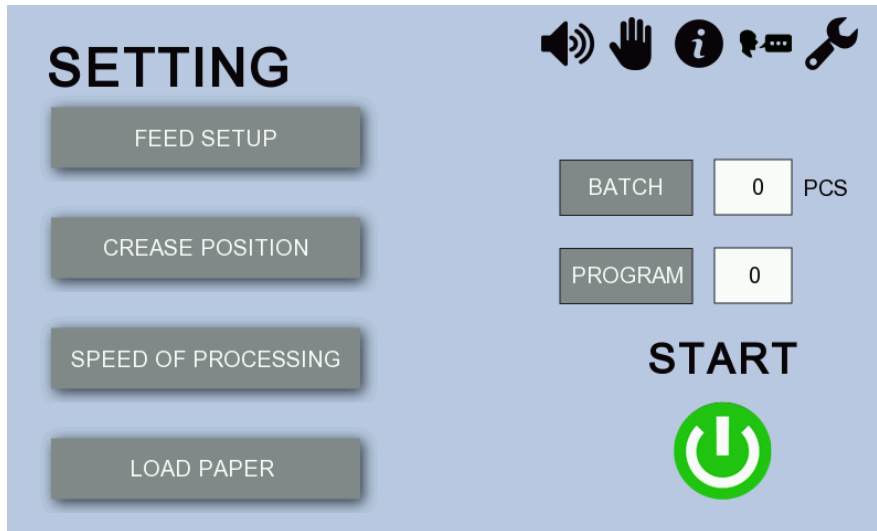 SETTING
FEED SETUP
CREASE POSITION
SPEED OF PROCESSING
LOAD PAPER
BATCH 0 PCS
PROGRAM 0
START